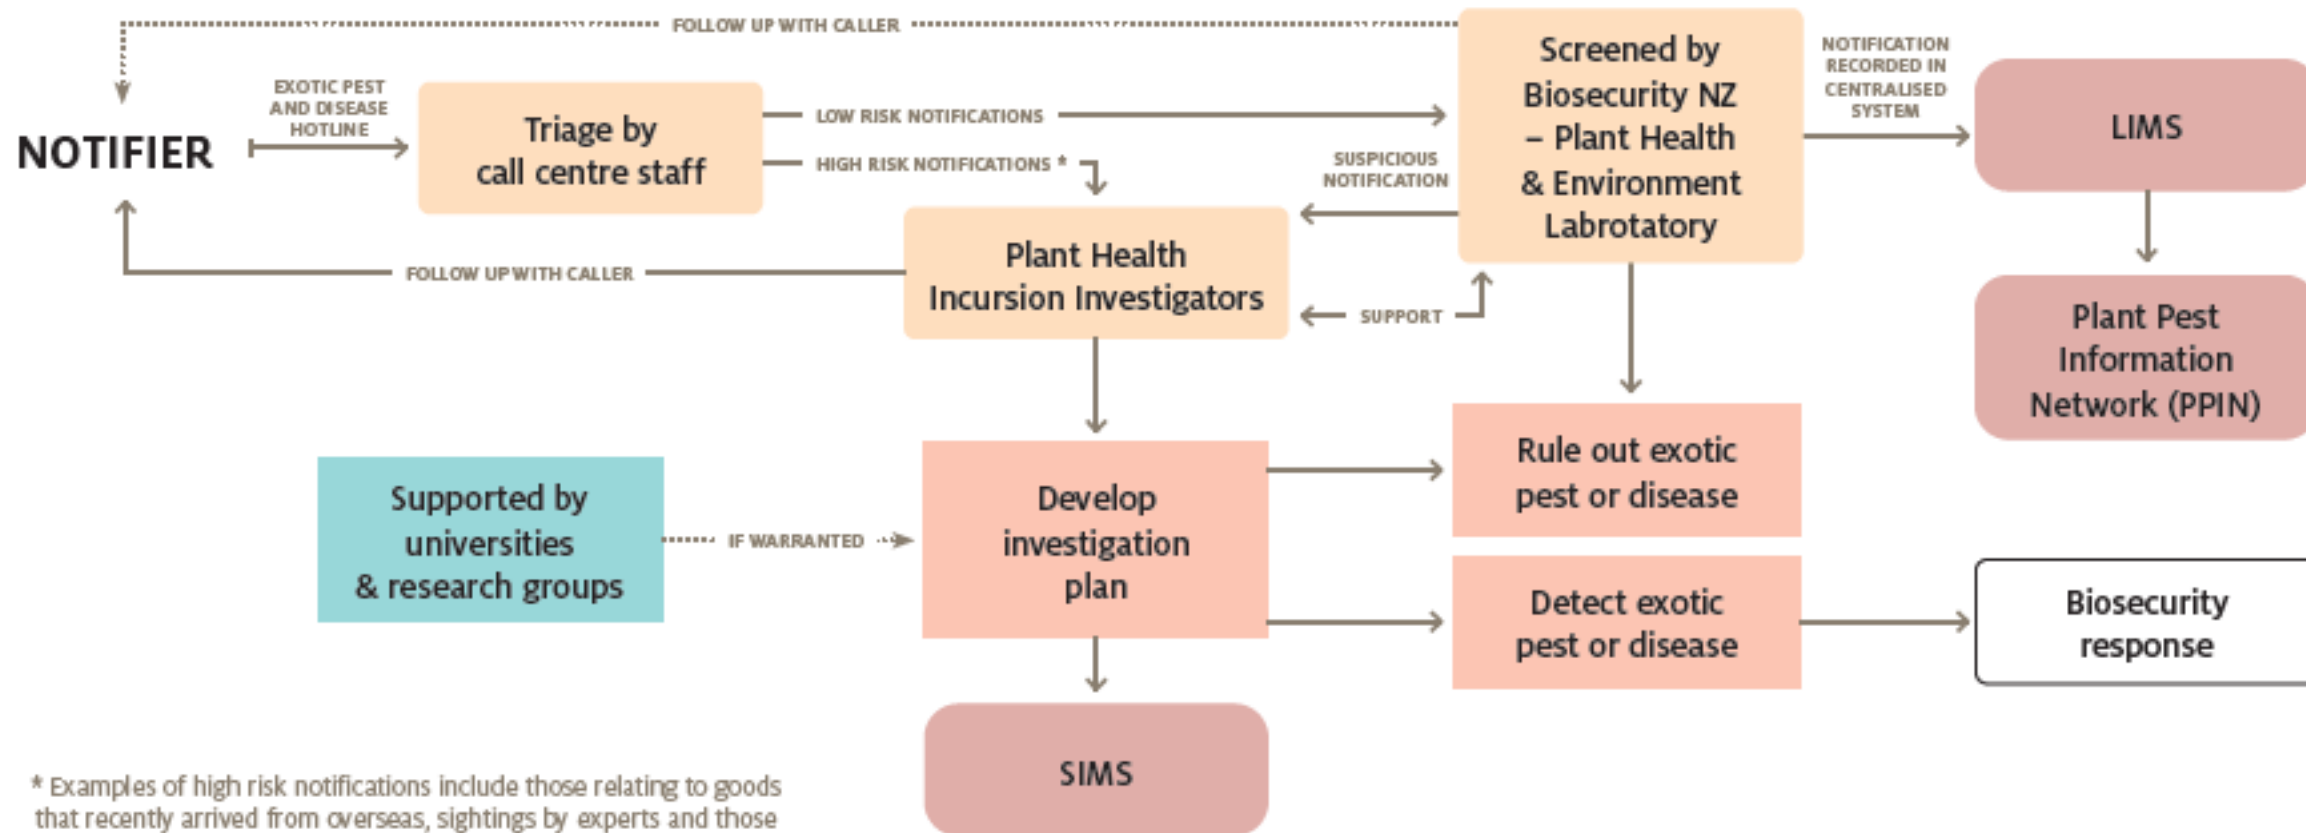 FOLLOW UP WITH CALLER
EXOTIC PEST
AND DISEASE
HOTLINE
NOTIFIER
Triage by
call centre staff
LOW RISK NOTIFICATIONS
HIGH RISK NOTIFICATIONS *
Screened by
Biosecurity NZ
– Plant Health
& Environment
Labrotatory
NOTIFICATION
RECORDED IN
CENTRALISED
SYSTEM
LIMS
SUSPICIOUS
NOTIFICATION
FOLLOW UP WITH CALLER
Plant Health
Incursion Investigators
SUPPORT
Plant Pest
Information
Network (PPIN)
Supported by
universities
& research groups
IF WARRANTED
Develop
investigation
plan
Rule out exotic
pest or disease
Detect exotic
pest or disease
Biosecurity
response
SIMS
* Examples of high risk notifications include those relating to goods
that recently arrived from overseas, sightings by experts and those